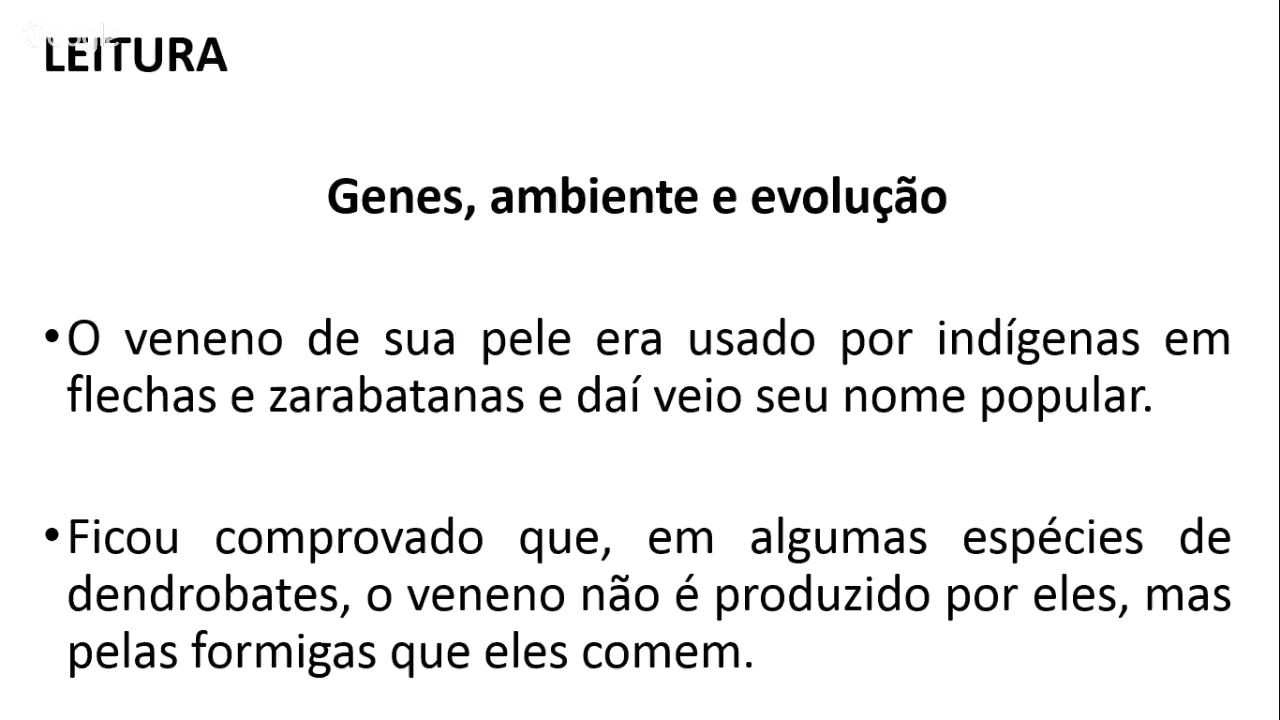 Google
LEITURA
Genes, ambiente e evolução
•O veneno de sua pele era usado por indígenas em
flechas e zarabatanas e daí veio seu nome popular.
•Ficou comprovado que, em algumas espécies de
dendrobates, o veneno não é produzido por eles, mas
pelas formigas que eles comem.